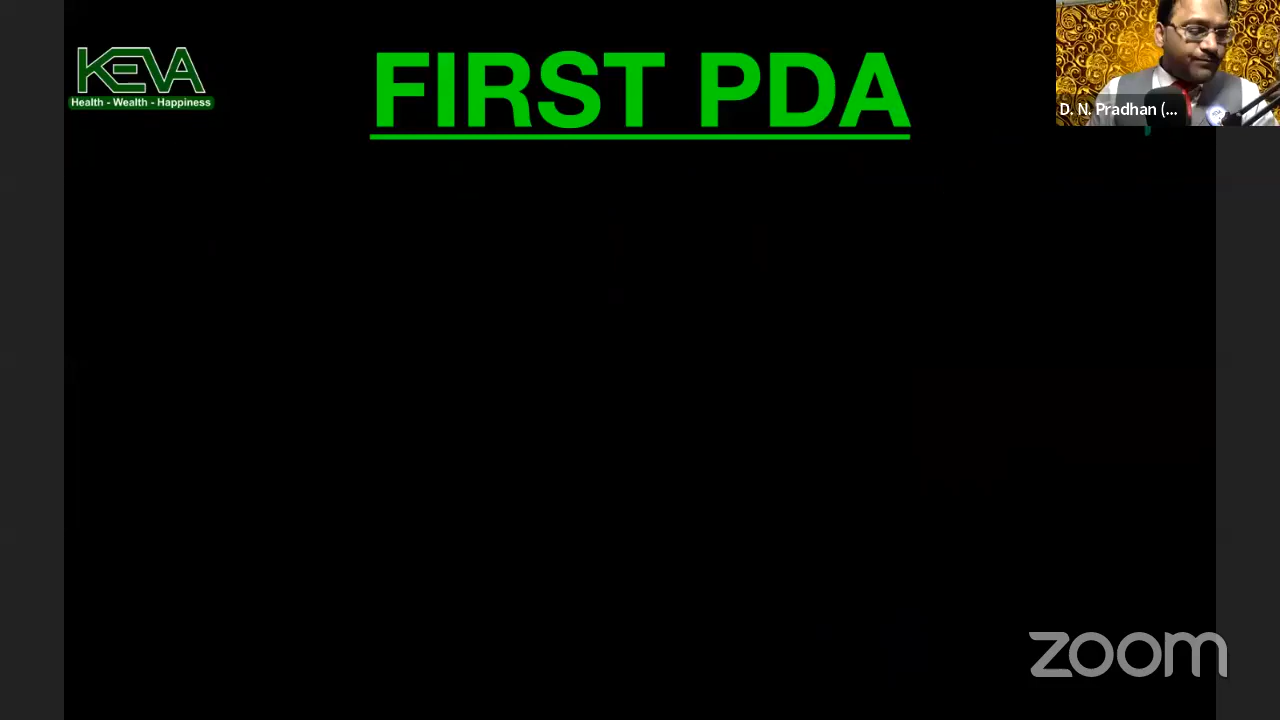 KEVA
Health - Wealth - Happiness
FIRST PDA
D. N. Pradhan (...
zoom